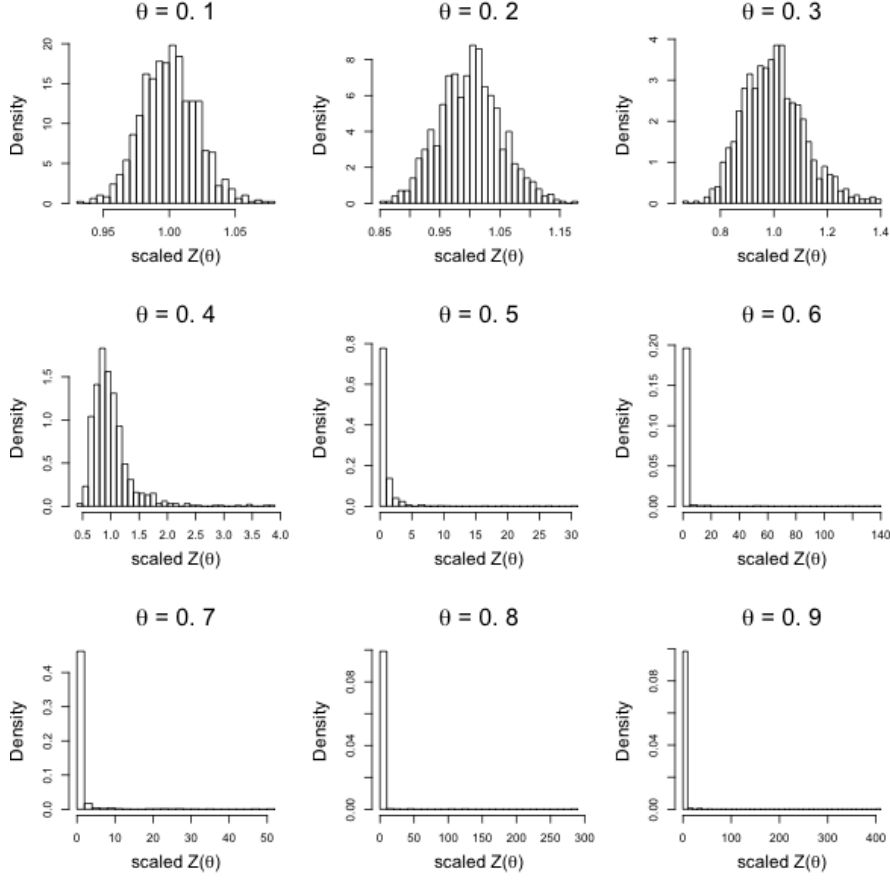 θ = 0. 1
Density
0 5 10 15 20
0.95 1.00 1.05
scaled Z(θ)
θ = 0. 2
Density
0 2 4 6 8
0.85 0.95 1.05 1.15
scaled Z(θ)
θ = 0. 3
Density
0 1 2 3 4
0.8 1.0 1.2 1.4
scaled Z(θ)
θ = 0. 4
Density
0.0 0.5 1.0 1.5
0.5 1.0 1.5 2.0 2.5 3.0 3.5 4.0
scaled Z(θ)
θ = 0. 5
Density
0.0 0.2 0.4 0.6 0.8
0 5 10 15 20 25 30
scaled Z(θ)
θ = 0. 6
Density
0.00 0.05 0.10 0.15 0.20
0 20 40 60 80 100 140
scaled Z(θ)
θ = 0. 7
Density
0.0 0.1 0.2 0.3 0.4
0 10 20 30 40 50
scaled Z(θ)
θ = 0. 8
Density
0.00 0.04 0.08
0 50 100 150 200 250 300
scaled Z(θ)
θ = 0. 9
Density
0.00 0.04 0.08
0 100 200 300 400
scaled Z(θ)